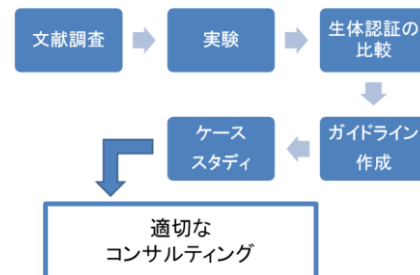 文献調査
実験
生体認証の
比較
ガイドライン
作成
ケース
スタディ
適切な
コンサルティング